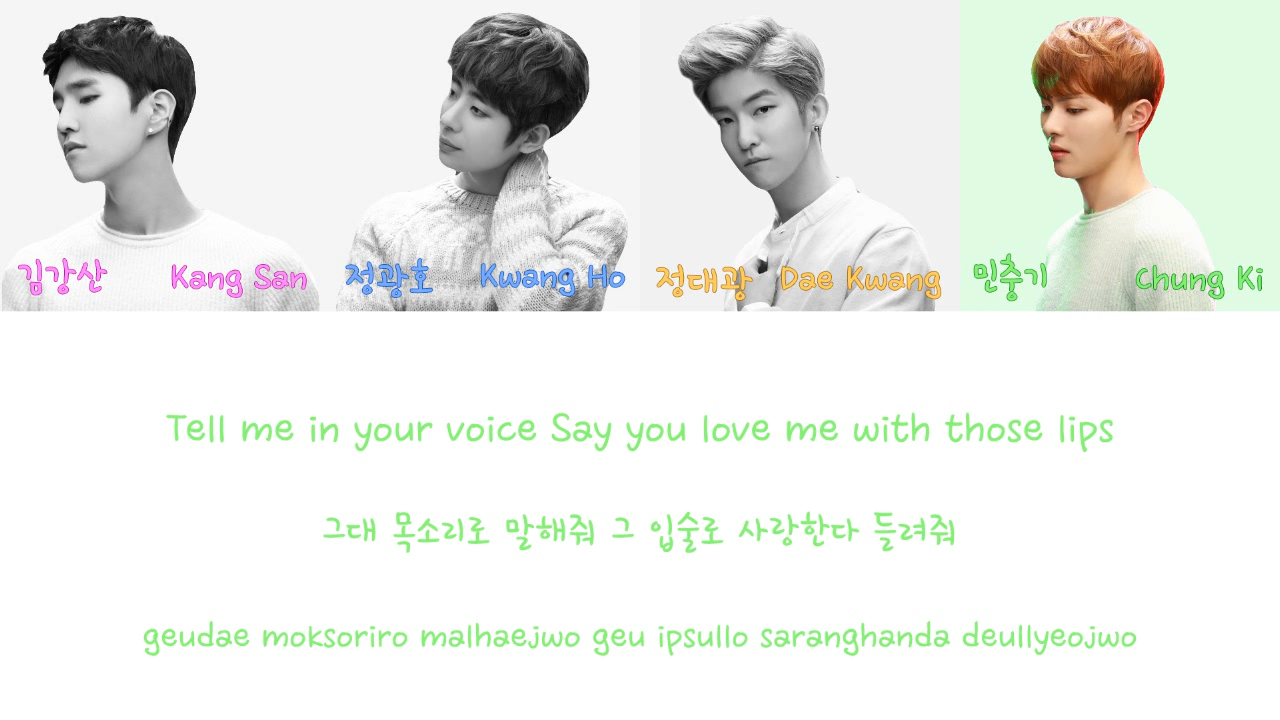 김강산 Kang San 정광호 Kwang Ho 정대광 Dae Kwang 민충기 Chung Ki
Tell me in your voice Say you love me with those lips
그대 목소리로 말해줘 그 입술로 사랑한다 들려줘
geudae moksoriro malhaejwo geu ipsullo saranghanda deullyeojwo